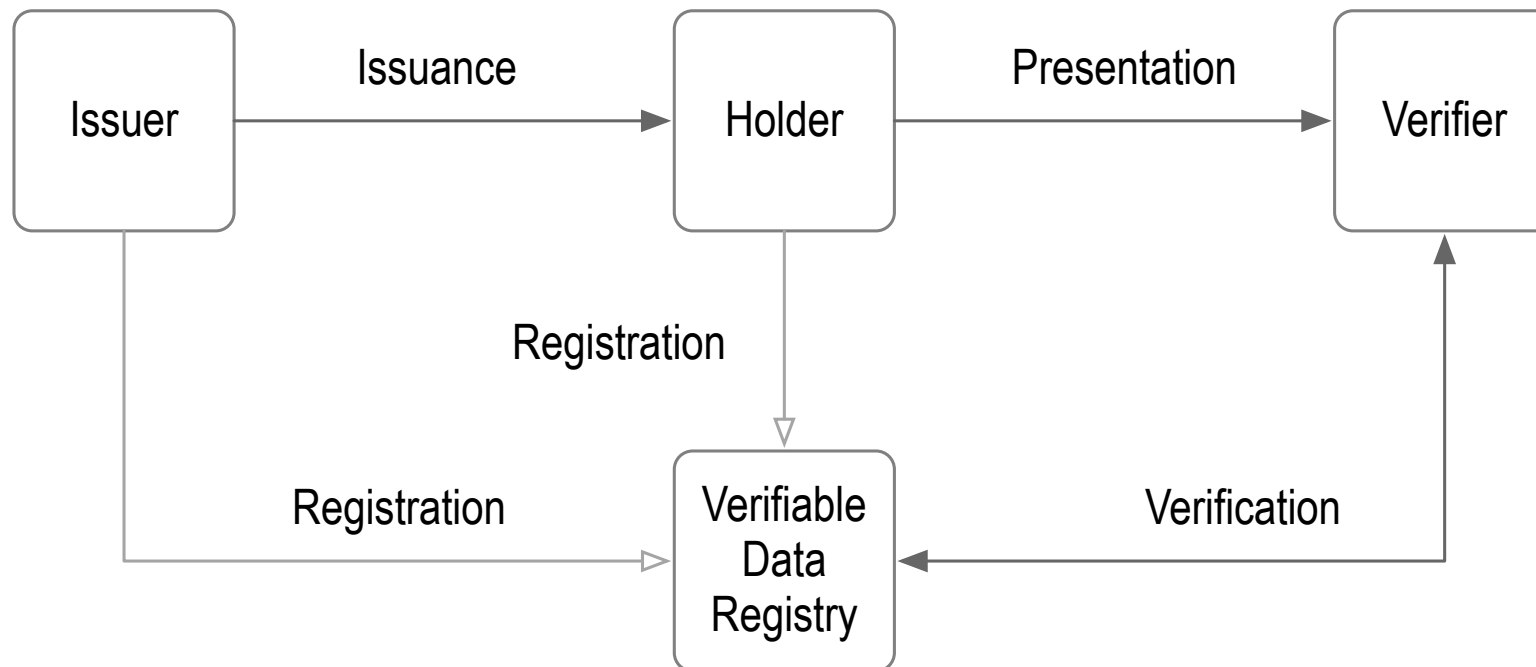 Issuance
Presentation
Issuer
Holder
Verifier
Registration
Registration
Verifiable
Data
Registry
Verification